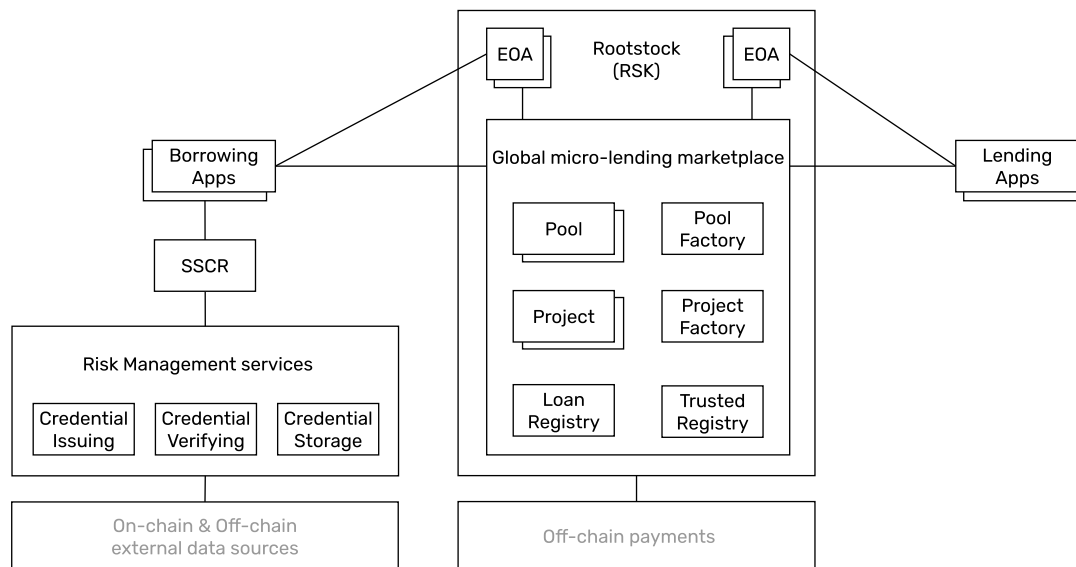 EOA
Rootstock
(RSK)
EOA
Borrowing
Apps
Global micro-lending marketplace
Lending
Apps
Pool
Pool
Factory
SSCR
Project
Project
Factory
Risk Management services
Loan
Registry
Trusted
Registry
Credential
Issuing
Credential
Verifying
Credential
Storage
On-chain & Off-chain
external data sources
Off-chain payments